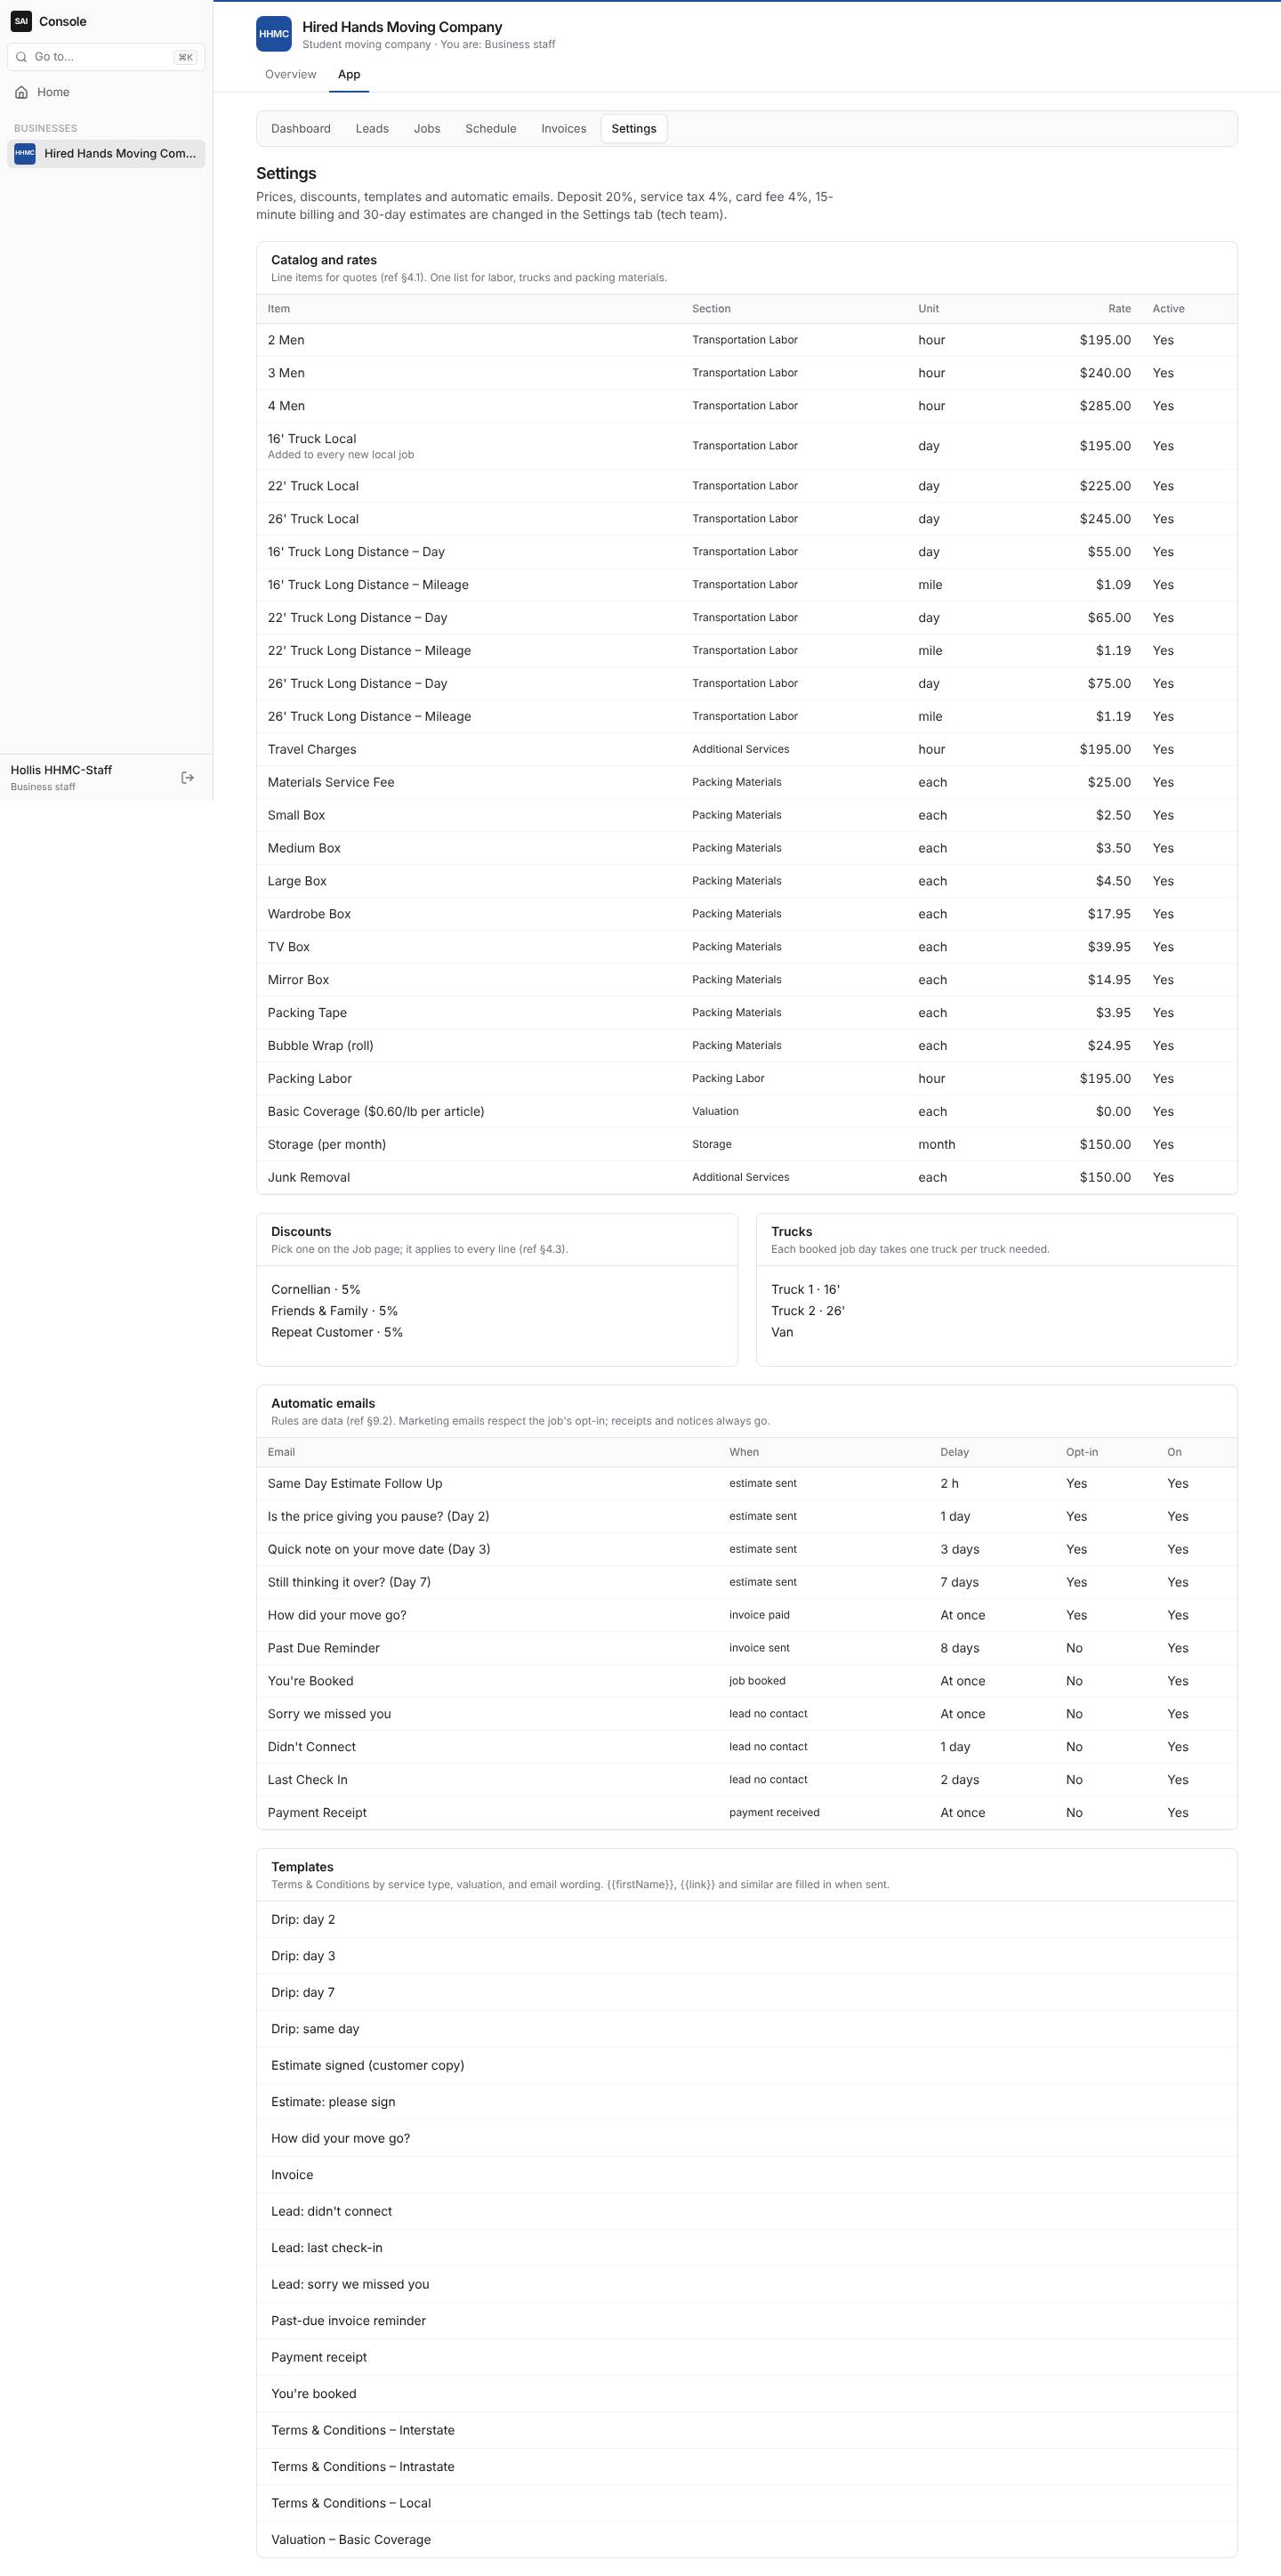 SAI Console
Go to... ⌘K
Home
BUSINESSES
HHMC Hired Hands Moving Com...
Hollis HHMC-Staff
Business staff
HHMC
Hired Hands Moving Company
Student moving company · You are: Business staff
Overview App
Dashboard Leads Jobs Schedule Invoices Settings
Settings
Prices, discounts, templates and automatic emails. Deposit 20%, service tax 4%, card fee 4%, 15-
minute billing and 30-day estimates are changed in the Settings tab (tech team).
Catalog and rates
Line items for quotes (ref §4.1). One list for labor, trucks and packing materials.
Item Section Unit Rate Active
2 Men Transportation Labor hour $195.00 Yes
3 Men Transportation Labor hour $240.00 Yes
4 Men Transportation Labor hour $285.00 Yes
16' Truck Local Transportation Labor day $195.00 Yes
Added to every new local job
22' Truck Local Transportation Labor day $225.00 Yes
26' Truck Local Transportation Labor day $245.00 Yes
16' Truck Long Distance – Day Transportation Labor day $55.00 Yes
16' Truck Long Distance – Mileage Transportation Labor mile $1.09 Yes
22' Truck Long Distance – Day Transportation Labor day $65.00 Yes
22' Truck Long Distance – Mileage Transportation Labor mile $1.19 Yes
26' Truck Long Distance – Day Transportation Labor day $75.00 Yes
26' Truck Long Distance – Mileage Transportation Labor mile $1.19 Yes
Travel Charges Additional Services hour $195.00 Yes
Materials Service Fee Packing Materials each $25.00 Yes
Small Box Packing Materials each $2.50 Yes
Medium Box Packing Materials each $3.50 Yes
Large Box Packing Materials each $4.50 Yes
Wardrobe Box Packing Materials each $17.95 Yes
TV Box Packing Materials each $39.95 Yes
Mirror Box Packing Materials each $14.95 Yes
Packing Tape Packing Materials each $3.95 Yes
Bubble Wrap (roll) Packing Materials each $24.95 Yes
Packing Labor Packing Labor hour $195.00 Yes
Basic Coverage ($0.60/lb per article) Valuation each $0.00 Yes
Storage (per month) Storage month $150.00 Yes
Junk Removal Additional Services each $150.00 Yes
Discounts
Pick one on the Job page; it applies to every line (ref §4.3).
Cornellian · 5%
Friends & Family · 5%
Repeat Customer · 5%
Trucks
Each booked job day takes one truck per truck needed.
Truck 1 · 16'
Truck 2 · 26'
Van
Automatic emails
Rules are data (ref §9.2). Marketing emails respect the job's opt-in; receipts and notices always go.
Email When Delay Opt-in On
Same Day Estimate Follow Up estimate sent 2 h Yes Yes
Is the price giving you pause? (Day 2) estimate sent 1 day Yes Yes
Quick note on your move date (Day 3) estimate sent 3 days Yes Yes
Still thinking it over? (Day 7) estimate sent 7 days Yes Yes
How did your move go? invoice paid At once Yes Yes
Past Due Reminder invoice sent 8 days No Yes
You're Booked job booked At once No Yes
Sorry we missed you lead no contact At once No Yes
Didn't Connect lead no contact 1 day No Yes
Last Check In lead no contact 2 days No Yes
Payment Receipt payment received At once No Yes
Templates
Terms & Conditions by service type, valuation, and email wording. {{firstName}}, {{link}} and similar are filled in when sent.
Drip: day 2
Drip: day 3
Drip: day 7
Drip: same day
Estimate signed (customer copy)
Estimate: please sign
How did your move go?
Invoice
Lead: didn't connect
Lead: last check-in
Lead: sorry we missed you
Past-due invoice reminder
Payment receipt
You're booked
Terms & Conditions – Interstate
Terms & Conditions – Intrastate
Terms & Conditions – Local
Valuation – Basic Coverage